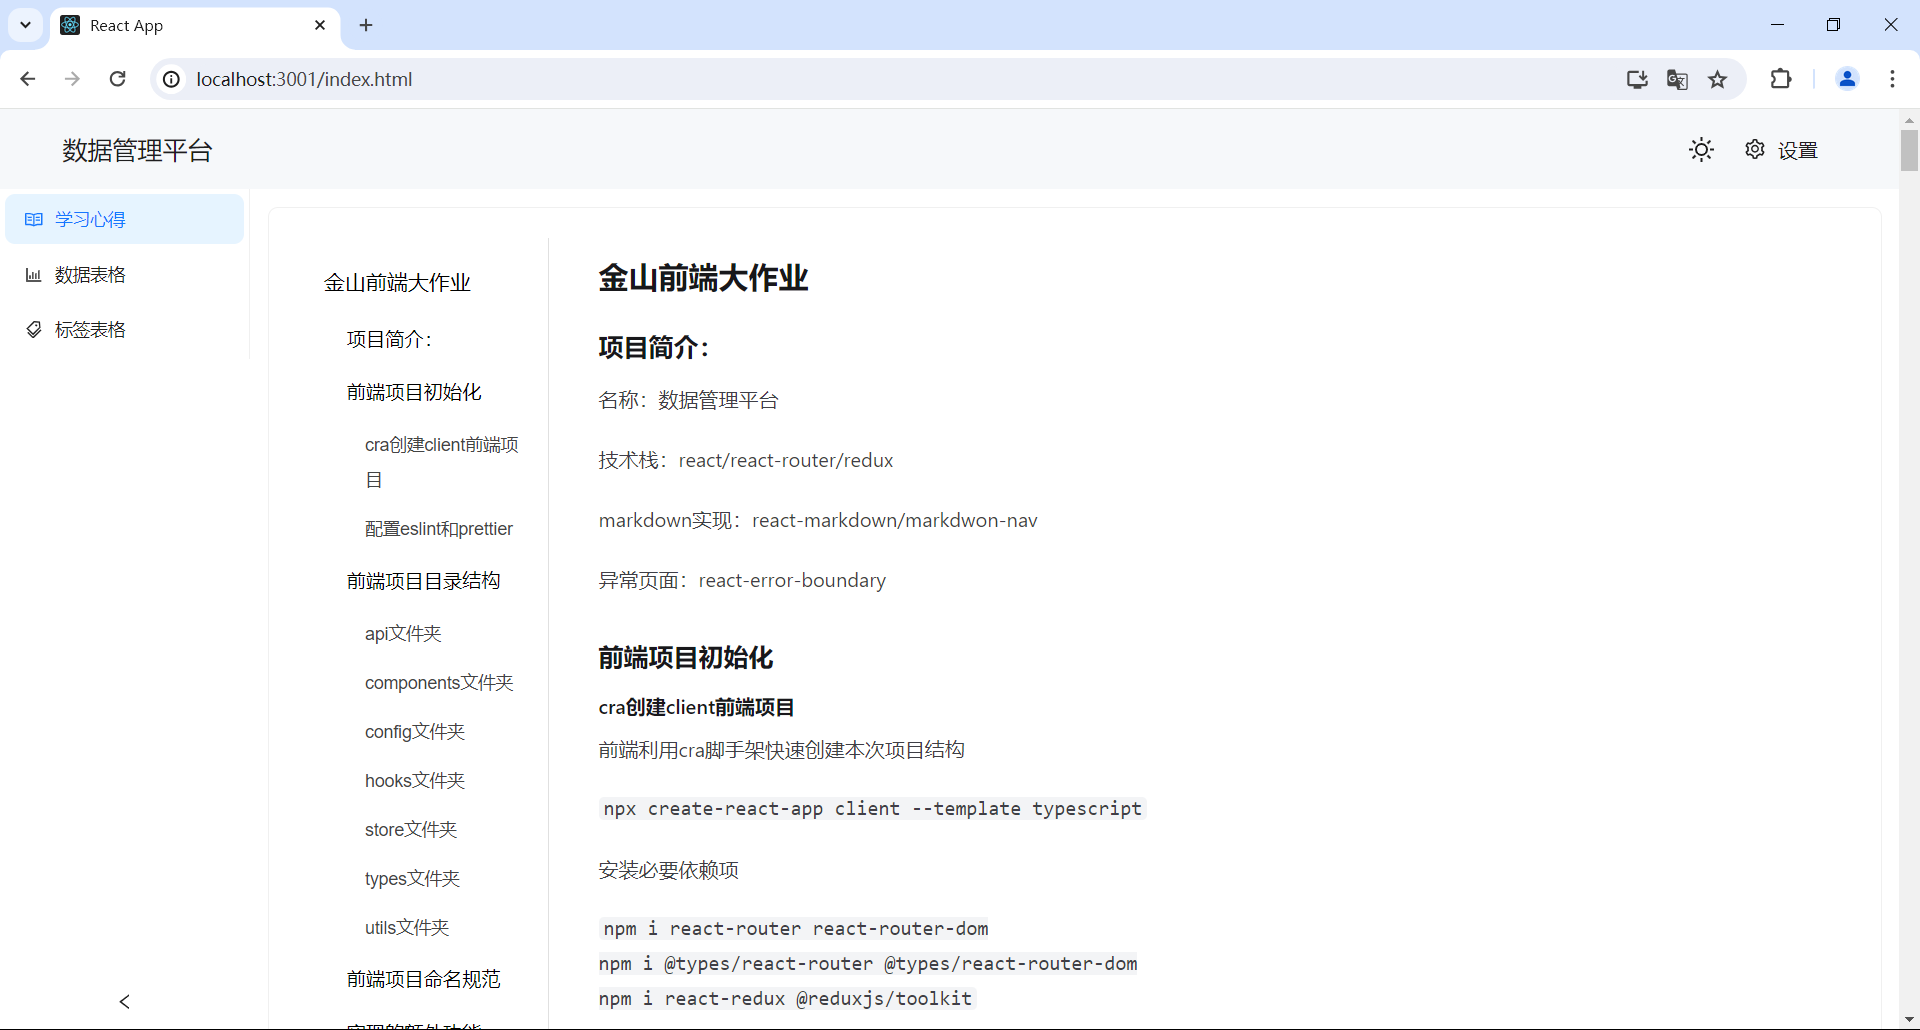 React App
localhost:3001/index.html
数据管理平台
设置
学习心得
数据表格
标签表格
金山前端大作业
项目简介：
前端项目初始化
cra创建client前端项
目
配置eslint和prettier
前端项目目录结构
api文件夹
components文件夹
config文件夹
hooks文件夹
store文件夹
types文件夹
utils文件夹
前端项目命名规范
实现的额外功能
金山前端大作业
项目简介：
名称：数据管理平台
技术栈：react/react-router/redux
markdown实现：react-markdown/markdwon-nav
异常页面：react-error-boundary
前端项目初始化
cra创建client前端项目
前端利用cra脚手架快速创建本次项目结构
npx create-react-app client --template typescript
安装必要依赖项
npm i react-router react-router-dom
npm i @types/react-router @types/react-router-dom
npm i react-redux @reduxjs/toolkit